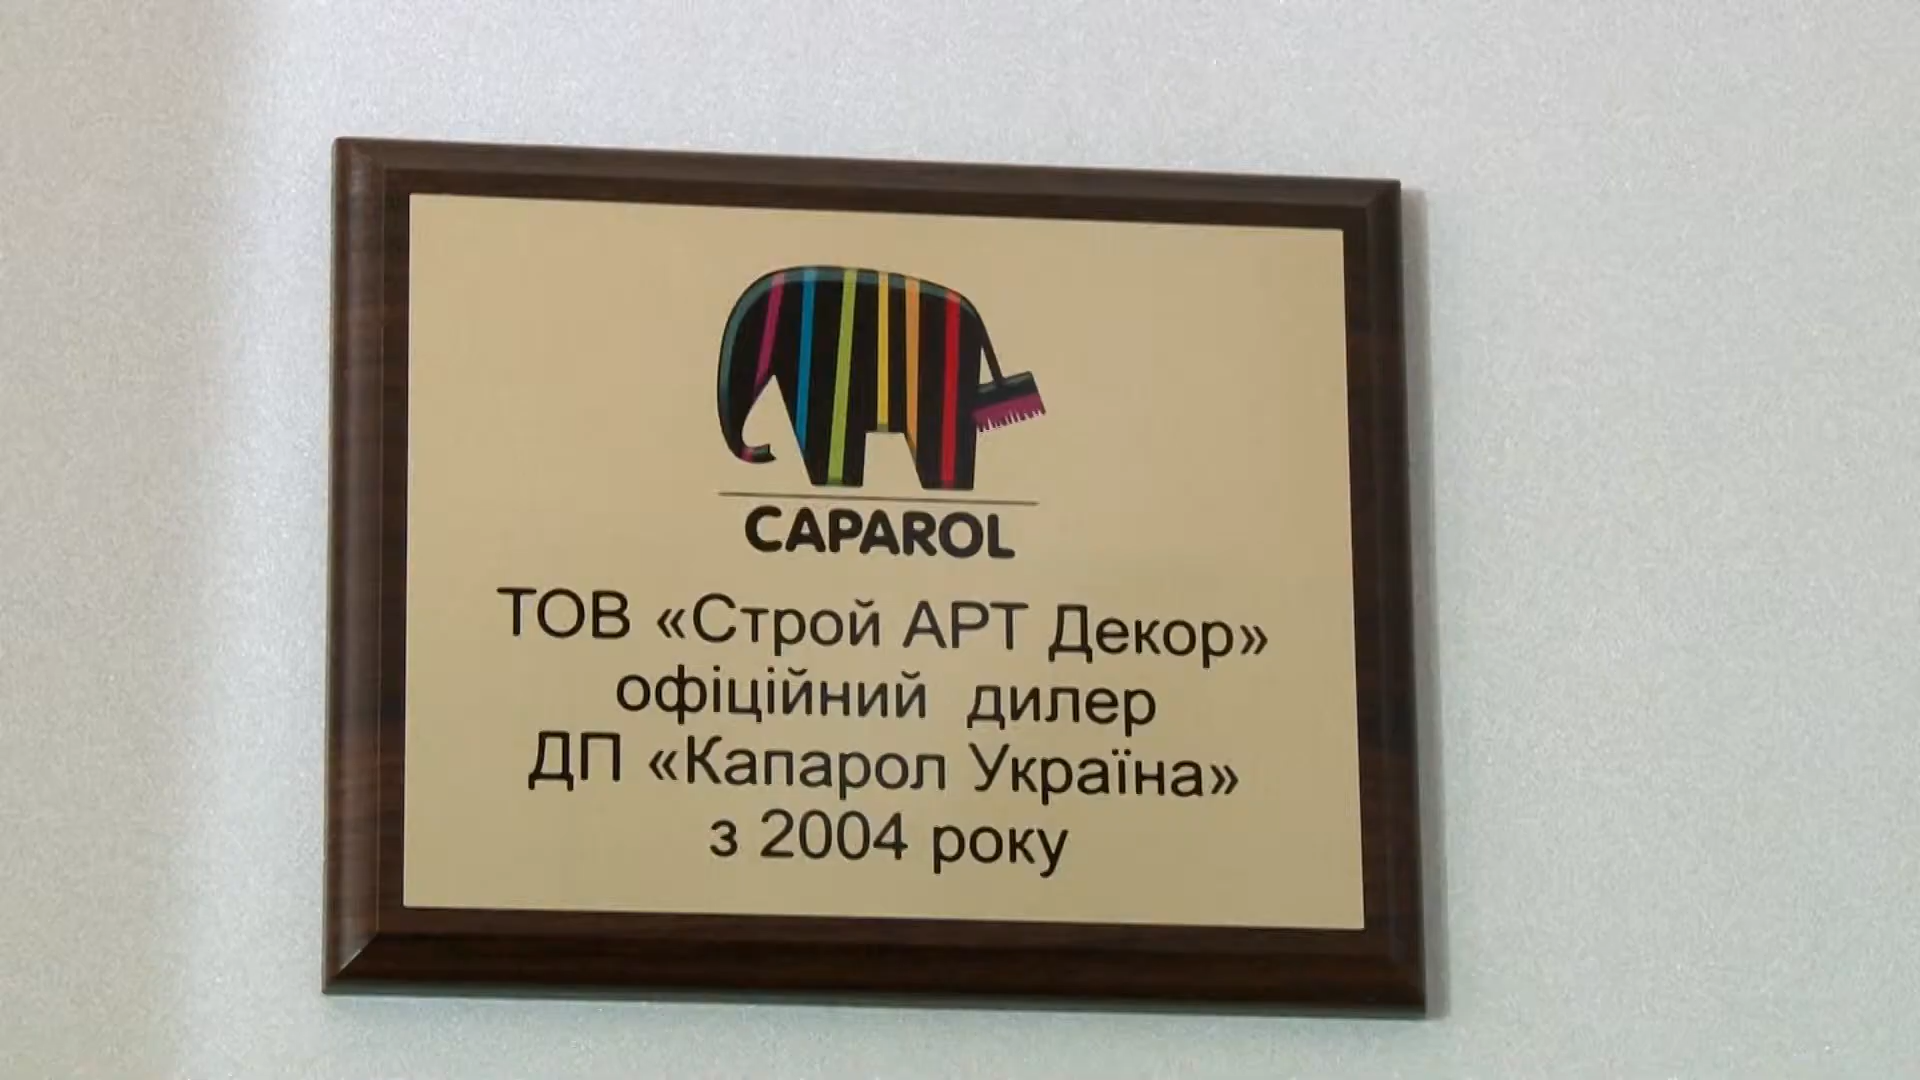 CAPAROL
ТОВ «Строй АРТ Декор»
офіційний дилер
ДП «Капарол Україна»
з 2004 року